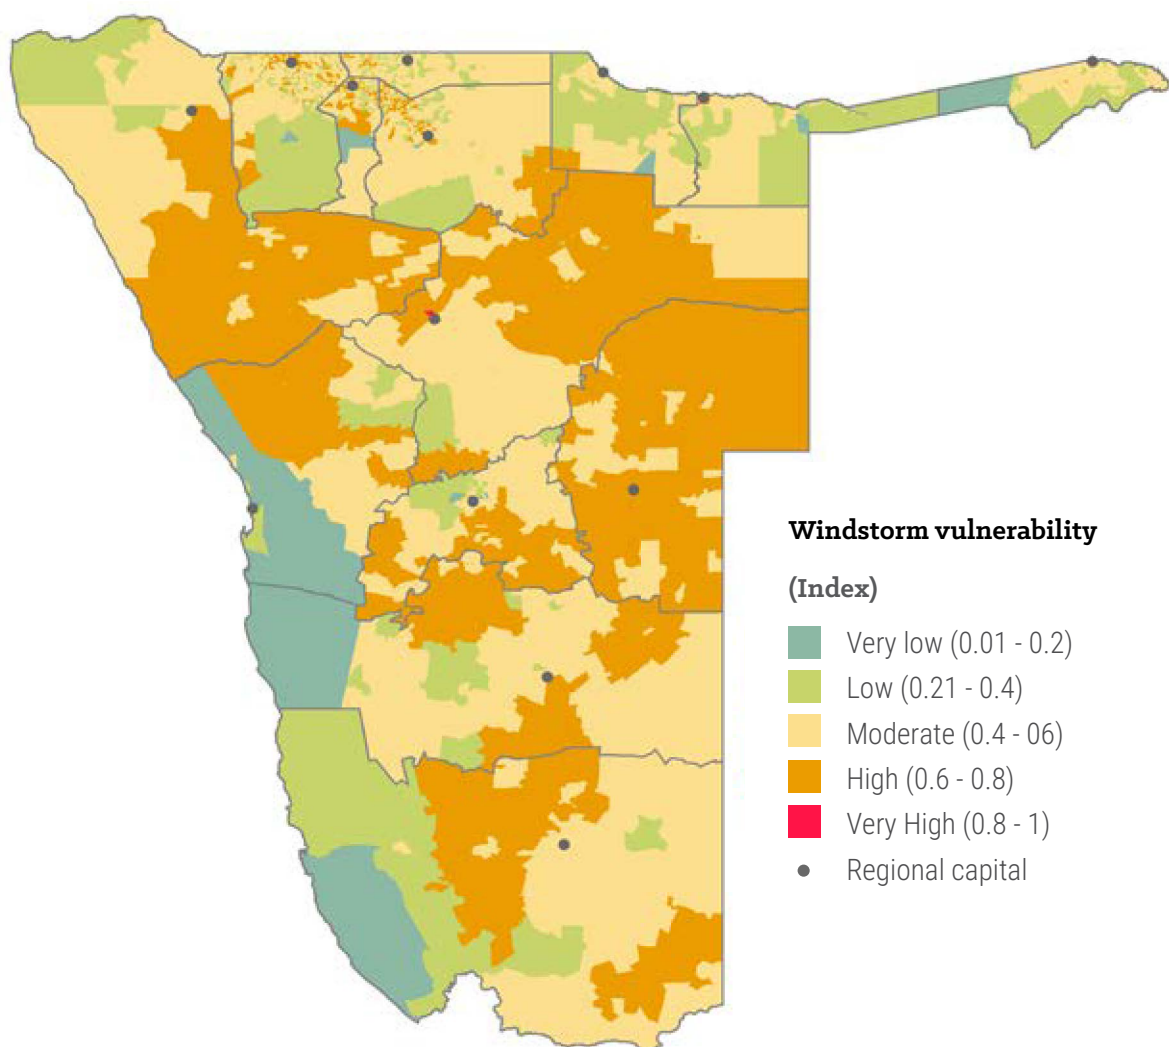 Windstorm vulnerability
(Index)
Very low (0.01 - 0.2)
Low (0.21 - 0.4)
Moderate (0.4 - 06)
High (0.6 - 0.8)
Very High (0.8 - 1)
Regional capital